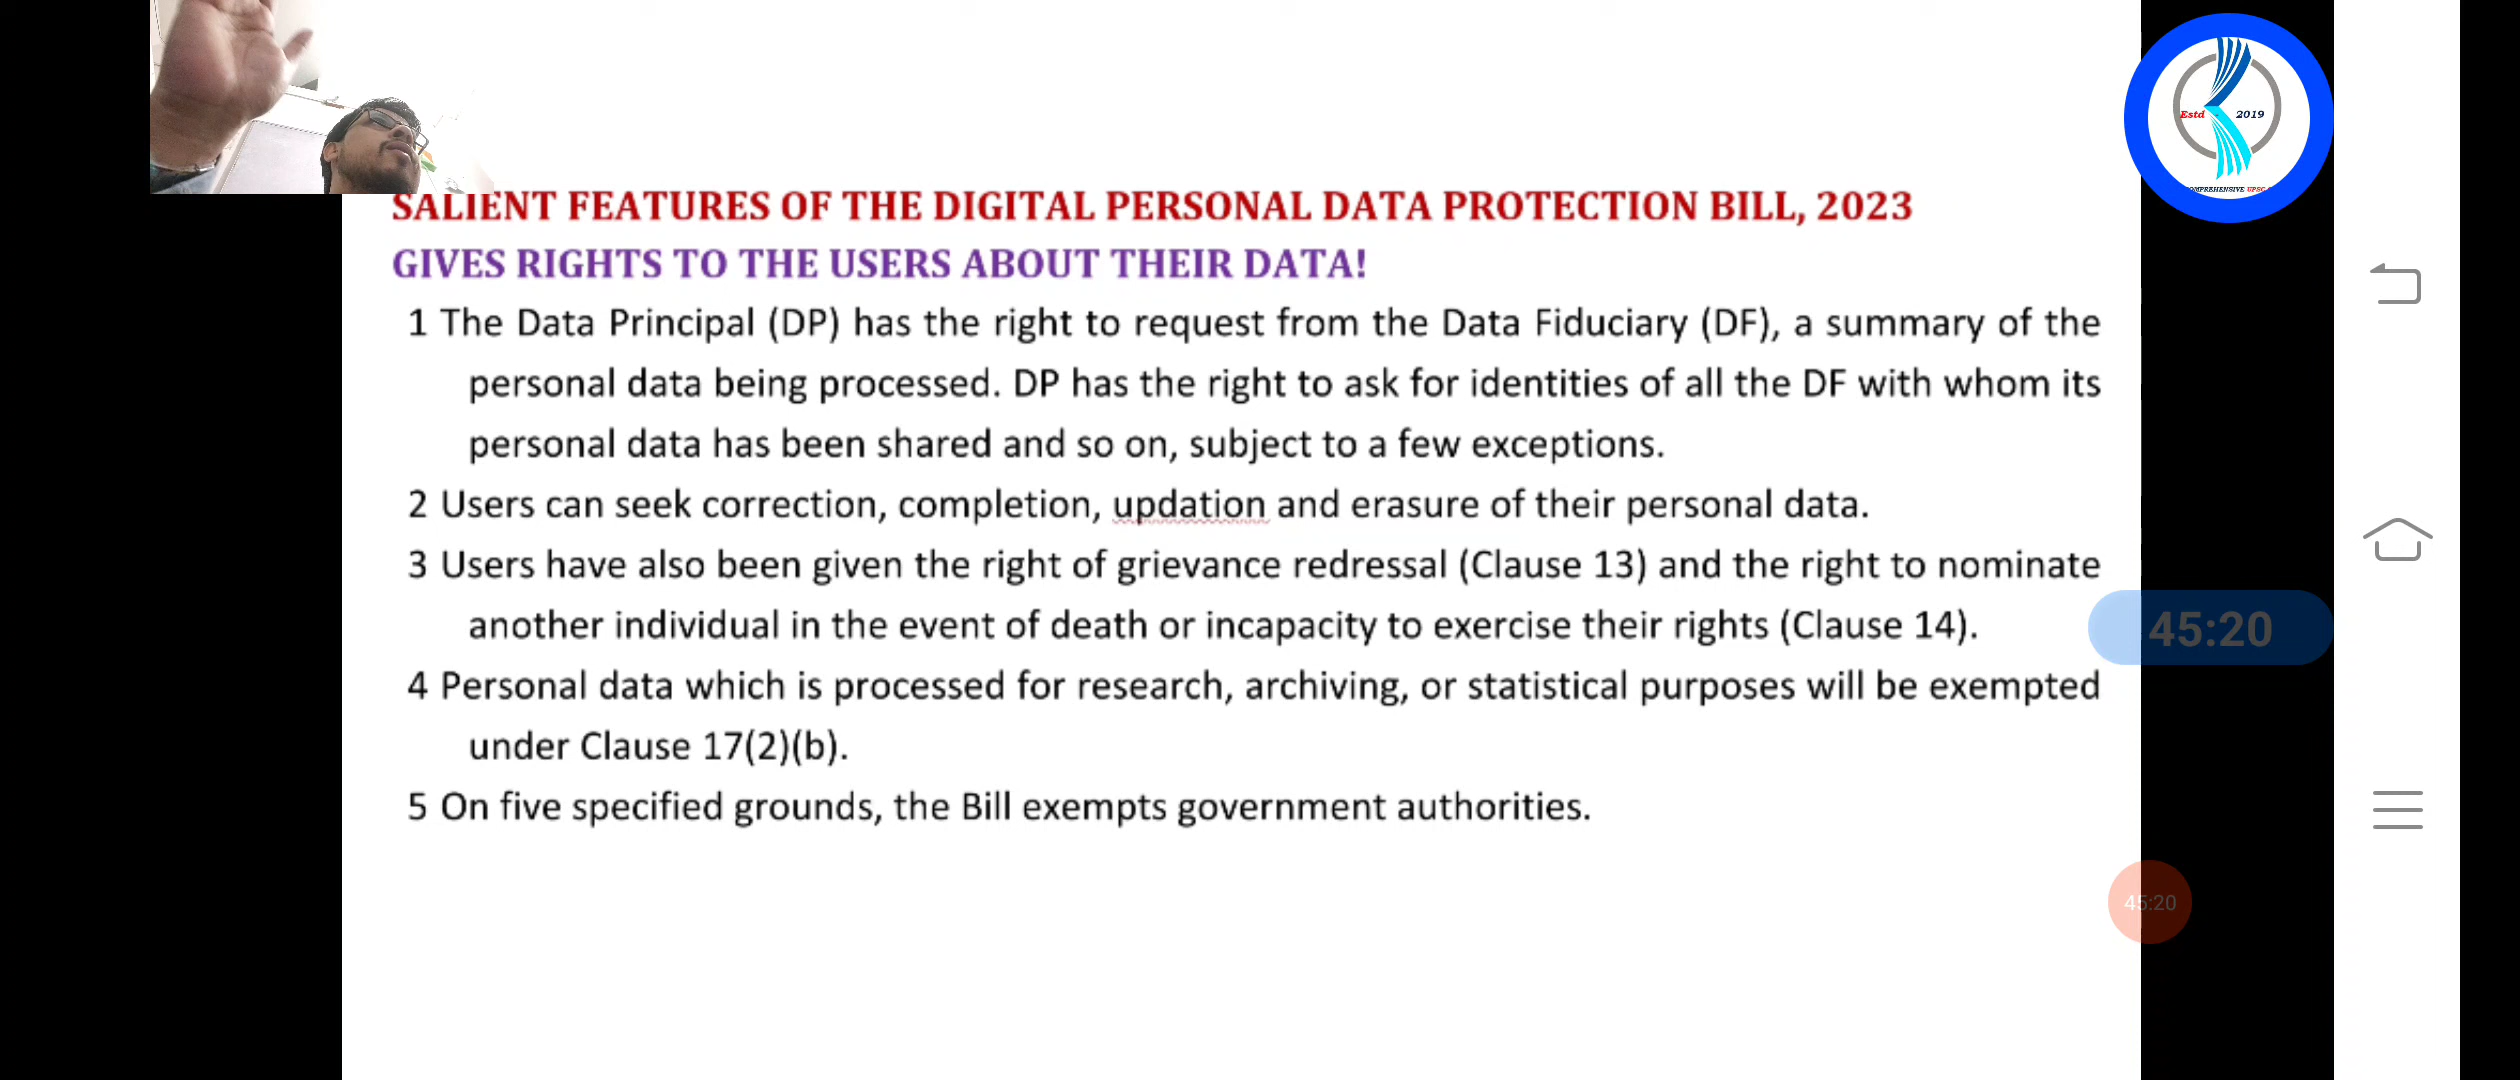 Estd 2019
COMPREHENSIVE UPSC
SALIENT FEATURES OF THE DIGITAL PERSONAL DATA PROTECTION BILL, 2023
GIVES RIGHTS TO THE USERS ABOUT THEIR DATA!
1 The Data Principal (DP) has the right to request from the Data Fiduciary (DF), a summary of the
personal data being processed. DP has the right to ask for identities of all the DF with whom its
personal data has been shared and so on, subject to a few exceptions.
2 Users can seek correction, completion, updation and erasure of their personal data.
3 Users have also been given the right of grievance redressal (Clause 13) and the right to nominate
another individual in the event of death or incapacity to exercise their rights (Clause 14).
45:20
4 Personal data which is processed for research, archiving, or statistical purposes will be exempted
under Clause 17(2)(b).
5 On five specified grounds, the Bill exempts government authorities.
45:20